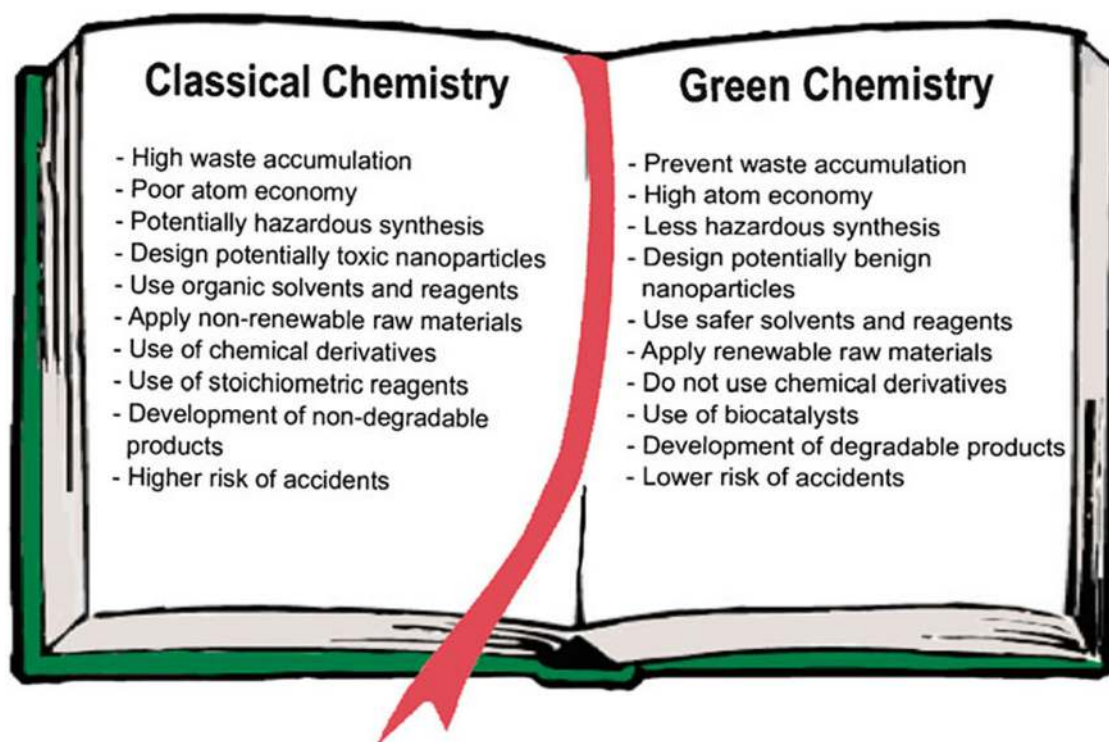 Classical Chemistry
- High waste accumulation
- Poor atom economy
- Potentially hazardous synthesis
- Design potentially toxic nanoparticles
- Use organic solvents and reagents
- Apply non-renewable raw materials
- Use of chemical derivatives
- Use of stoichiometric reagents
- Development of non-degradable
products
- Higher risk of accidents
Green Chemistry
- Prevent waste accumulation
- High atom economy
- Less hazardous synthesis
- Design potentially benign
nanoparticles
- Use safer solvents and reagents
- Apply renewable raw materials
- Do not use chemical derivatives
- Use of biocatalysts
- Development of degradable products
- Lower risk of accidents